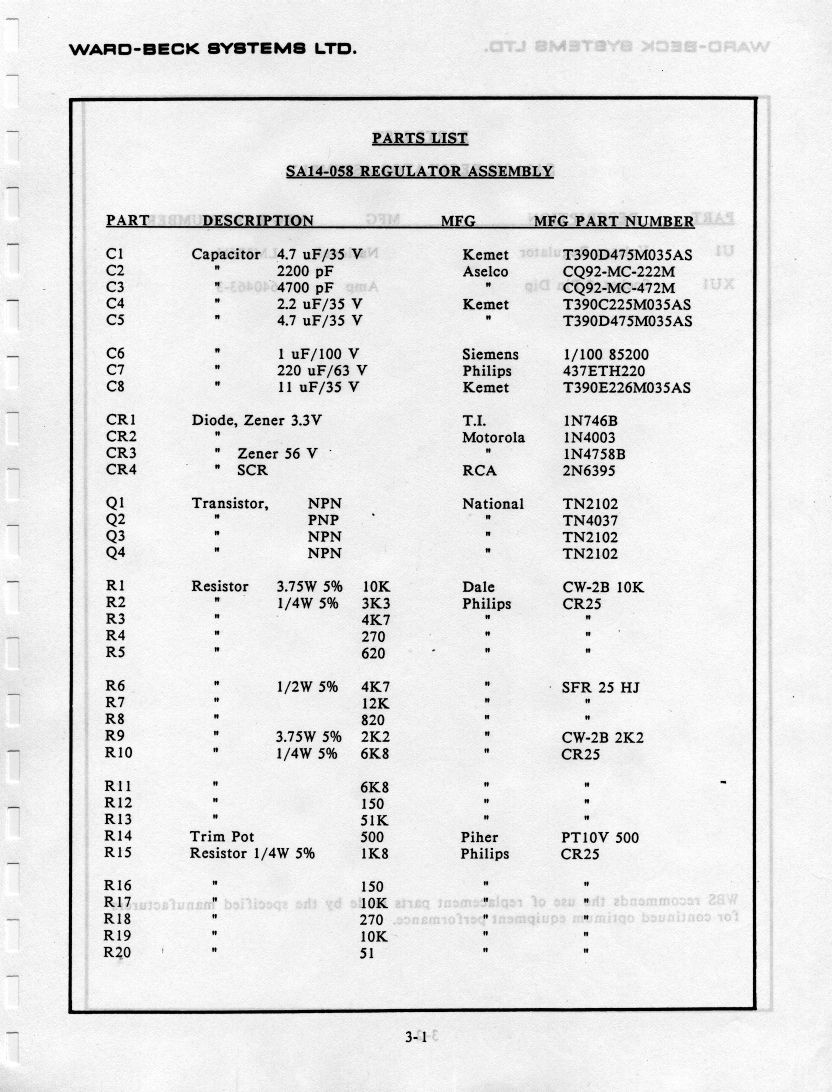 WARD-BECK SYSTEMS LTD.
PARTS LIST
SA14-058 REGULATOR ASSEMBLY
PART DESCRIPTION MFG MFG PART NUMBER
C1 Capacitor 4.7 uF/35 V Kemet T390D475M035AS
C2 " 2200 pF Aselco CQ92-MC-222M
C3 " 4700 pF " CQ92-MC-472M
C4 " 2.2 uF/35 V Kemet T390C225M035AS
C5 " 4.7 uF/35 V " T390D475M035AS
C6 " 1 uF/100 V Siemens 1/100 85200
C7 " 220 uF/63 V Philips 437ETH220
C8 " 11 uF/35 V Kemet T390E226M035AS
CR1 Diode, Zener 3.3V T.I. 1N746B
CR2 " Motorola 1N4003
CR3 " Zener 56 V " 1N4758B
CR4 " SCR RCA 2N6395
Q1 Transistor, NPN National TN2102
Q2 " PNP " TN4037
Q3 " NPN " TN2102
Q4 " NPN " TN2102
R1 Resistor 3.75W 5% 10K Dale CW-2B 10K
R2 " 1/4W 5% 3K3 Philips CR25
R3 " 4K7 " "
R4 " 270 " "
R5 " 620 " "
R6 " 1/2W 5% 4K7 " SFR 25 HJ
R7 " 12K " "
R8 " 820 " "
R9 " 3.75W 5% 2K2 " CW-2B 2K2
R10 " 1/4W 5% 6K8 " CR25
R11 " 6K8 " "
R12 " 150 " "
R13 " 51K " "
R14 Trim Pot 500 Piher PT10V 500
R15 Resistor 1/4W 5% 1K8 Philips CR25
R16 " 150 " "
R17 " 10K " "
R18 " 270 " "
R19 " 10K " "
R20 " 51 " "
3-1